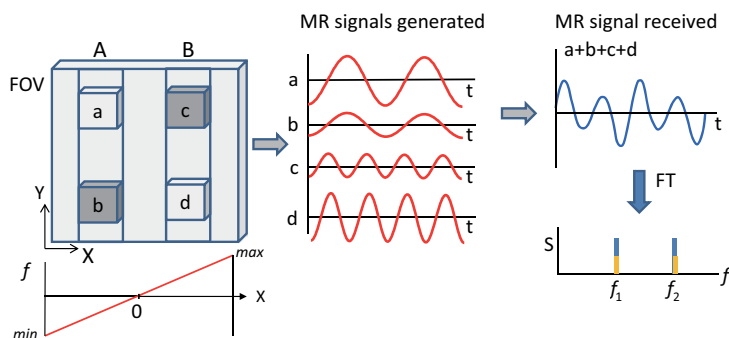 MR signals generated
MR signal received
A B
FOV
a c
b d
Y
X
a t
b t
c t
d t
a+b+c+d
t
FT
S
f1 f2 f
f max
0 X
min